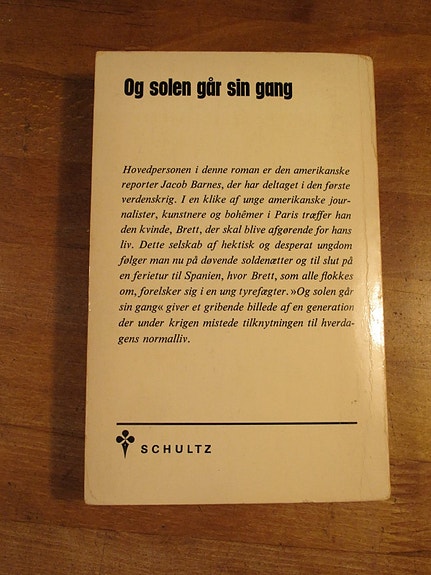 Og solen går sin gang
Hovedpersonen i denne roman er den amerikanske
reporter Jacob Barnes, der har deltaget i den første
verdenskrig. I en klike af unge amerikanske jour-
nalister, kunstnere og bohêmer i Paris træffer han
den kvinde, Brett, der skal blive afgørende for hans
liv. Dette selskab af hektisk og desperat ungdom
følger man nu på døvende soldenætter og til slut på
en ferietur til Spanien, hvor Brett, som alle flokkes
om, forelsker sig i en ung tyrefægter. »Og solen går
sin gang« giver et gribende billede af en generation
der under krigen mistede tilknytningen til hverda-
gens normalliv.
SCHULTZ